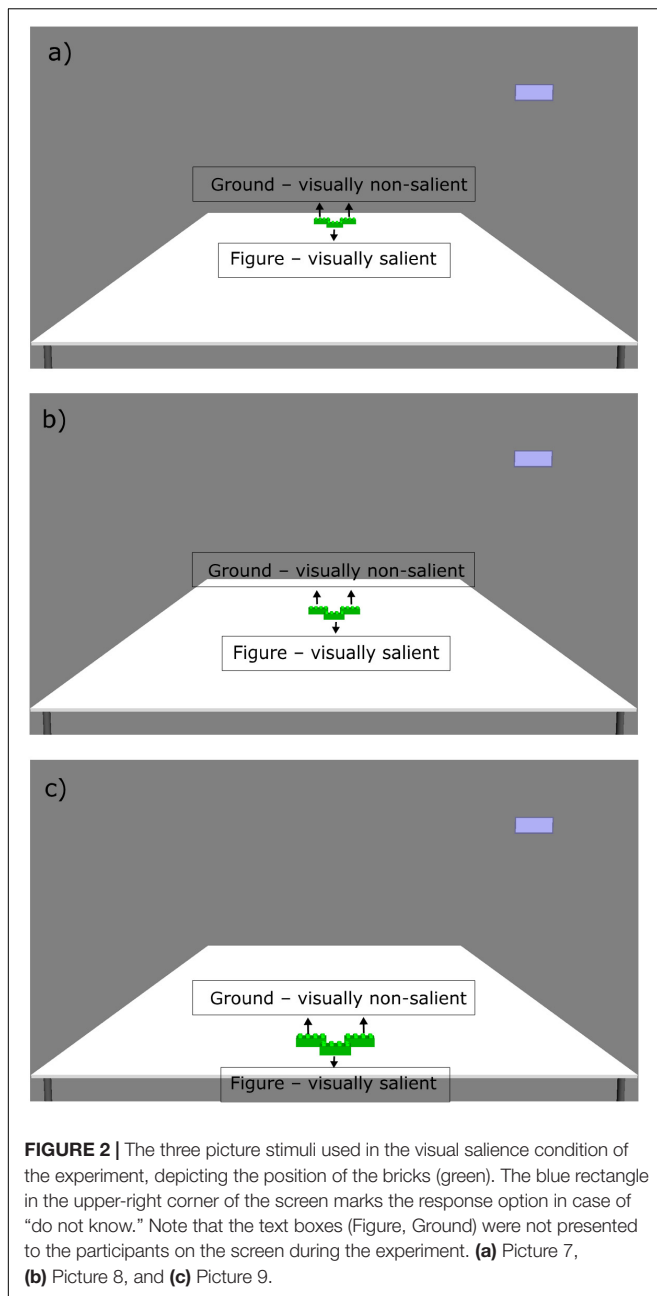 a)
Ground – visually non-salient
Figure – visually salient
b)
Ground – visually non-salient
Figure – visually salient
c)
Ground – visually non-salient
Figure – visually salient
FIGURE 2 | The three picture stimuli used in the visual salience condition of
the experiment, depicting the position of the bricks (green). The blue rectangle
in the upper-right corner of the screen marks the response option in case of
“do not know.” Note that the text boxes (Figure, Ground) were not presented
to the participants on the screen during the experiment. (a) Picture 7,
(b) Picture 8, and (c) Picture 9.